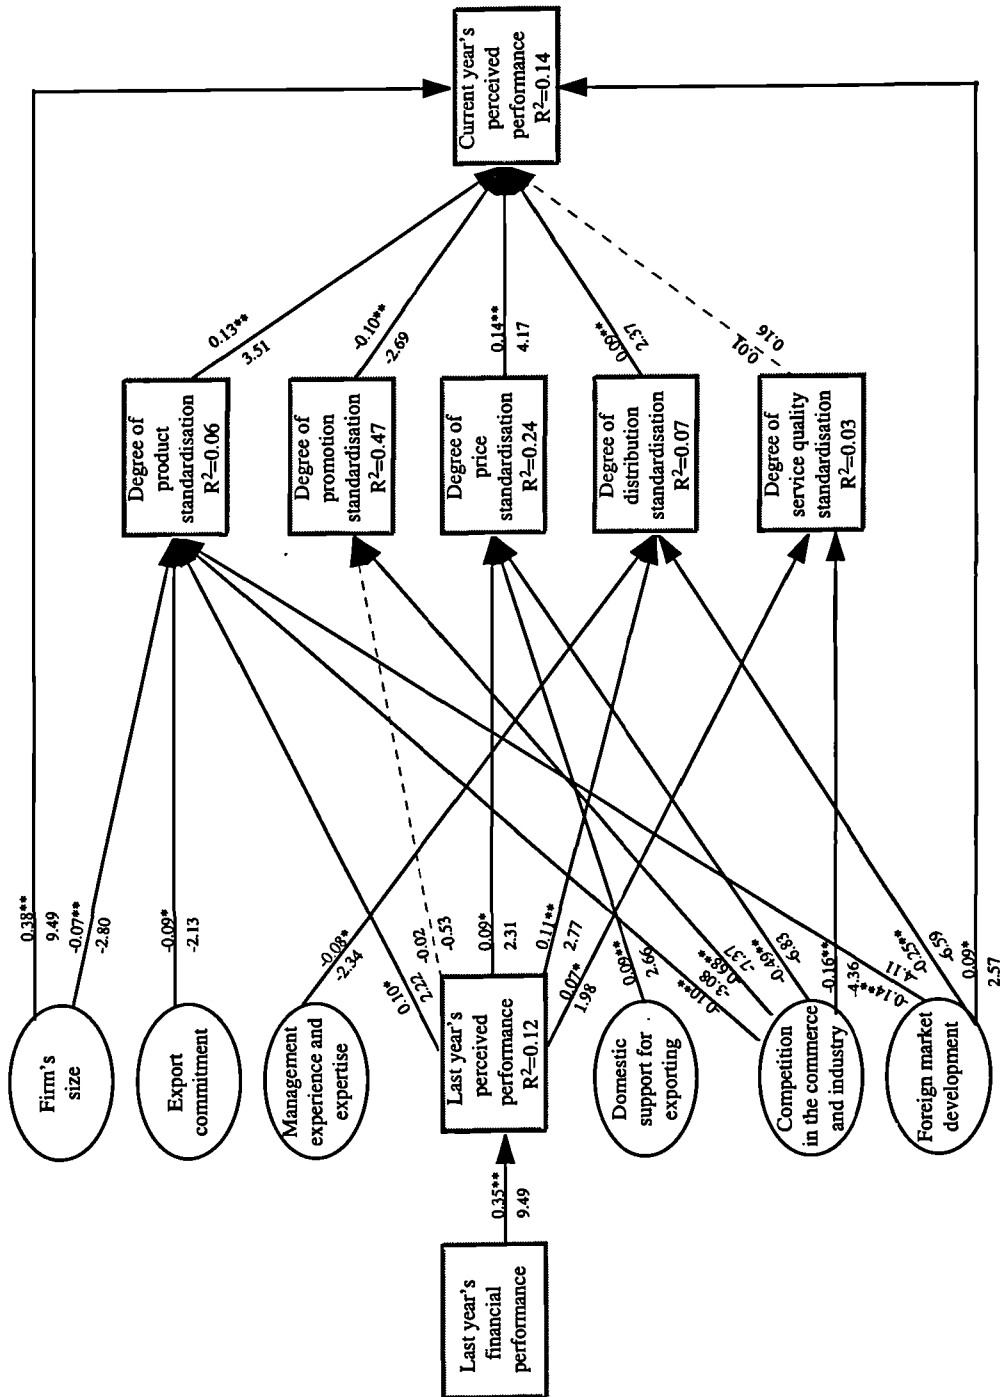 Last year's
financial
performance
0.35**
9.49
Firm's
size
Export
commitment
Management
experience and
expertise
Last year's
perceived
performance
R²=0.12
Domestic
support for
exporting
Competition
in the commerce
and industry
Foreign market
development
0.38**
9.49
-0.07**
-2.80
-0.09*
-2.13
-0.08*
-2.34
0.10*
2.22
-0.02
-0.53
0.09*
2.31
0.11**
2.77
0.07*
1.98
0.09**
2.66
-0.10**
-3.08
-0.68**
-7.37
-0.49**
-6.83
-0.16**
-4.36
-0.14**
-4.11
-0.25**
-6.59
0.09*
2.57
Degree of
product
standardisation
R²=0.06
Degree of
promotion
standardisation
R²=0.47
Degree of
price
standardisation
R²=0.24
Degree of
distribution
standardisation
R²=0.07
Degree of
service quality
standardisation
R²=0.03
0.13**
3.51
-0.10**
-2.69
0.14**
4.17
0.09**
2.37
0.01
0.16
Current year's
perceived
performance
R²=0.14